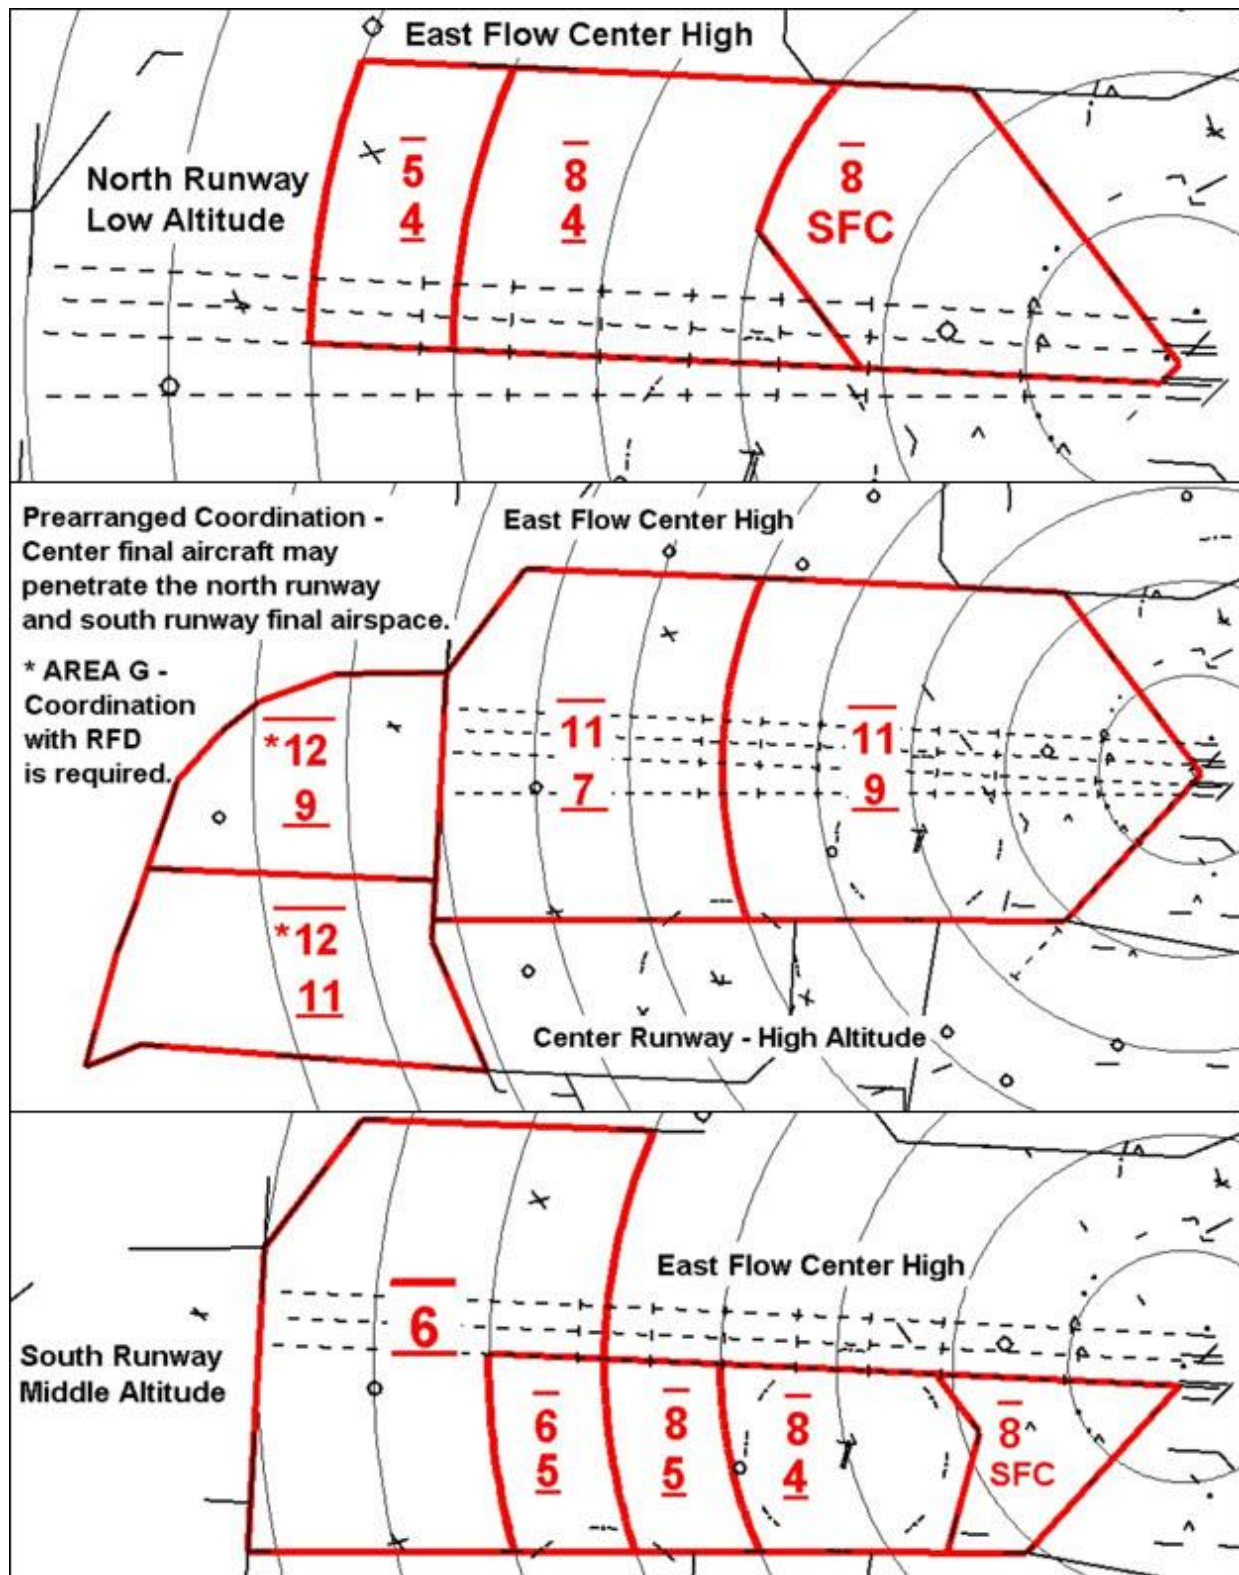 East Flow Center High
North Runway
Low Altitude
5
4
8
4
8
SFC
Prearranged Coordination -
Center final aircraft may
penetrate the north runway
and south runway final airspace.
* AREA G -
Coordination
with RFD
is required.
East Flow Center High
*12
9
*12
11
11
7
11
9
Center Runway - High Altitude
East Flow Center High
South Runway
Middle Altitude
6
6
5
8
5
8
4
8
SFC